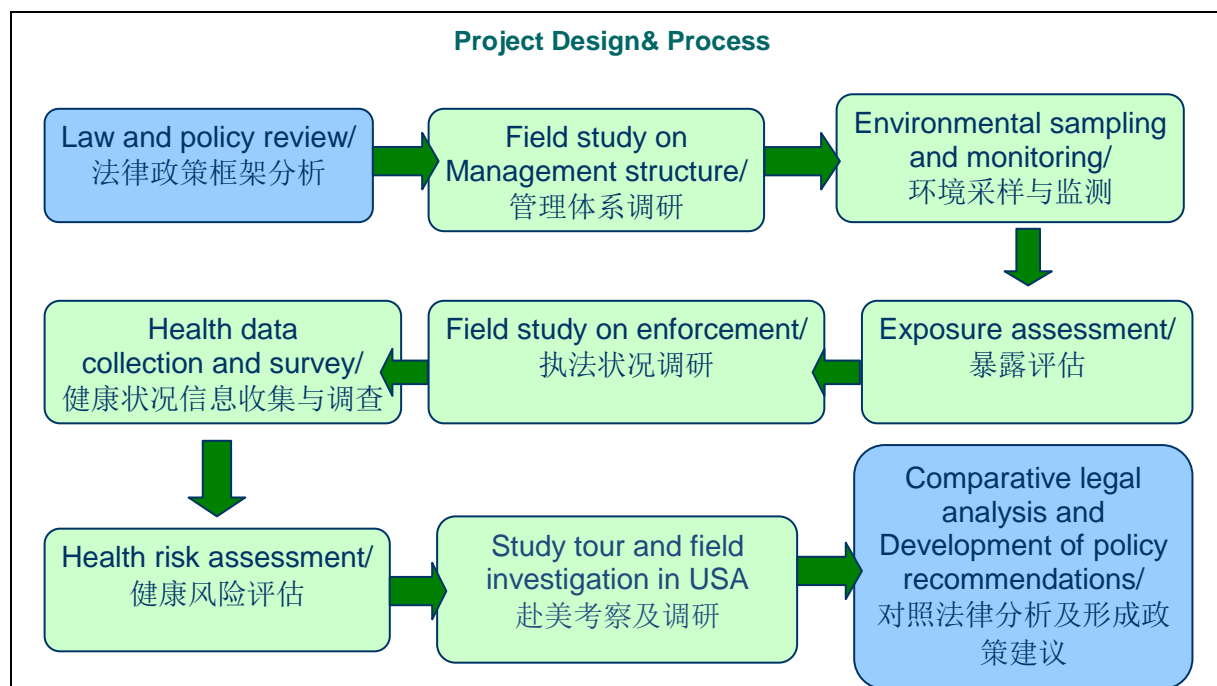 Project Design& Process
Law and policy review/
法律政策框架分析
Field study on
Management structure/
管理体系调研
Environmental sampling
and monitoring/
环境采样与监测
Health data
collection and survey/
健康状况信息收集与调查
Field study on enforcement/
执法状况调研
Exposure assessment/
暴露评估
Health risk assessment/
健康风险评估
Study tour and field
investigation in USA
赴美考察及调研
Comparative legal
analysis and
Development of policy
recommendations/
对照法律分析及形成政
策建议